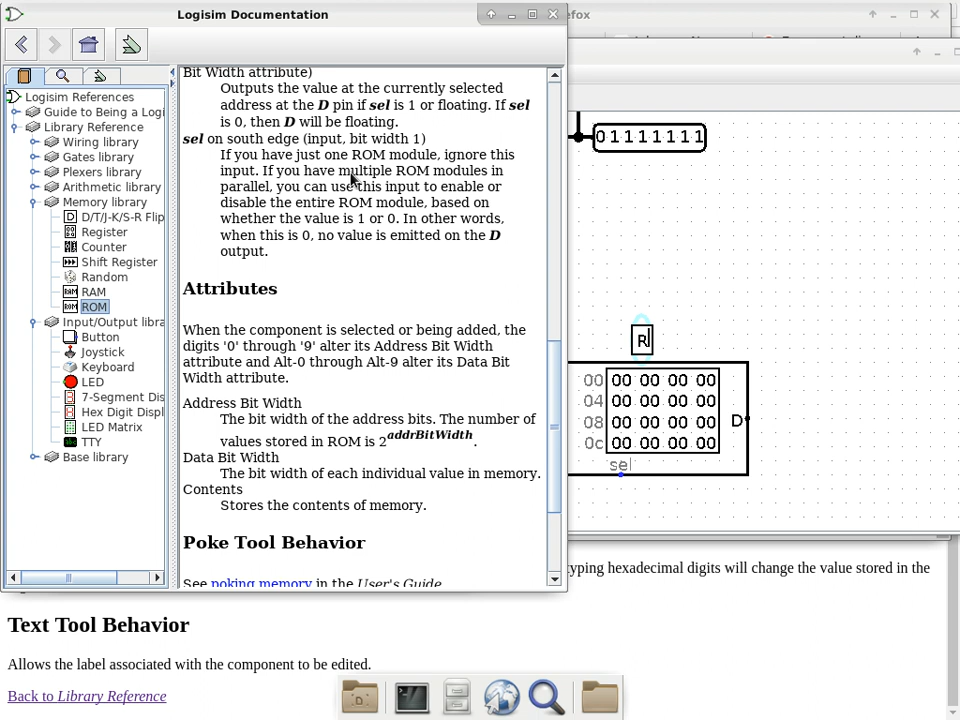 Logisim Documentation
efox
Logisim References
Guide to Being a Logi
Library Reference
Wiring library
Gates library
Plexers library
Arithmetic library
Memory library
D/T/J-K/S-R Flip
Register
Counter
Shift Register
Random
RAM
ROM
Input/Output libra
Button
Joystick
Keyboard
LED
7-Segment Dis
Hex Digit Displ
LED Matrix
TTY
Base library
Bit Width attribute)
Outputs the value at the currently selected
address at the D pin if sel is 1 or floating. If sel
is 0, then D will be floating.
sel on south edge (input, bit width 1)
If you have just one ROM module, ignore this
input. If you have multiple ROM modules in
parallel, you can use this input to enable or
disable the entire ROM module, based on
whether the value is 1 or 0. In other words,
when this is 0, no value is emitted on the D
output.
Attributes
When the component is selected or being added, the
digits '0' through '9' alter its Address Bit Width
attribute and Alt-0 through Alt-9 alter its Data Bit
Width attribute.
Address Bit Width
The bit width of the address bits. The number of
values stored in ROM is 2addrBitWidth.
Data Bit Width
The bit width of each individual value in memory.
Contents
Stores the contents of memory.
Poke Tool Behavior
See poking memory in the User's Guide
01111111
R
00 00 00 00 00
04 00 00 00 00
08 00 00 00 00
0c 00 00 00 00
D
sel
typing hexadecimal digits will change the value stored in the
Text Tool Behavior
Allows the label associated with the component to be edited.
Back to Library Reference